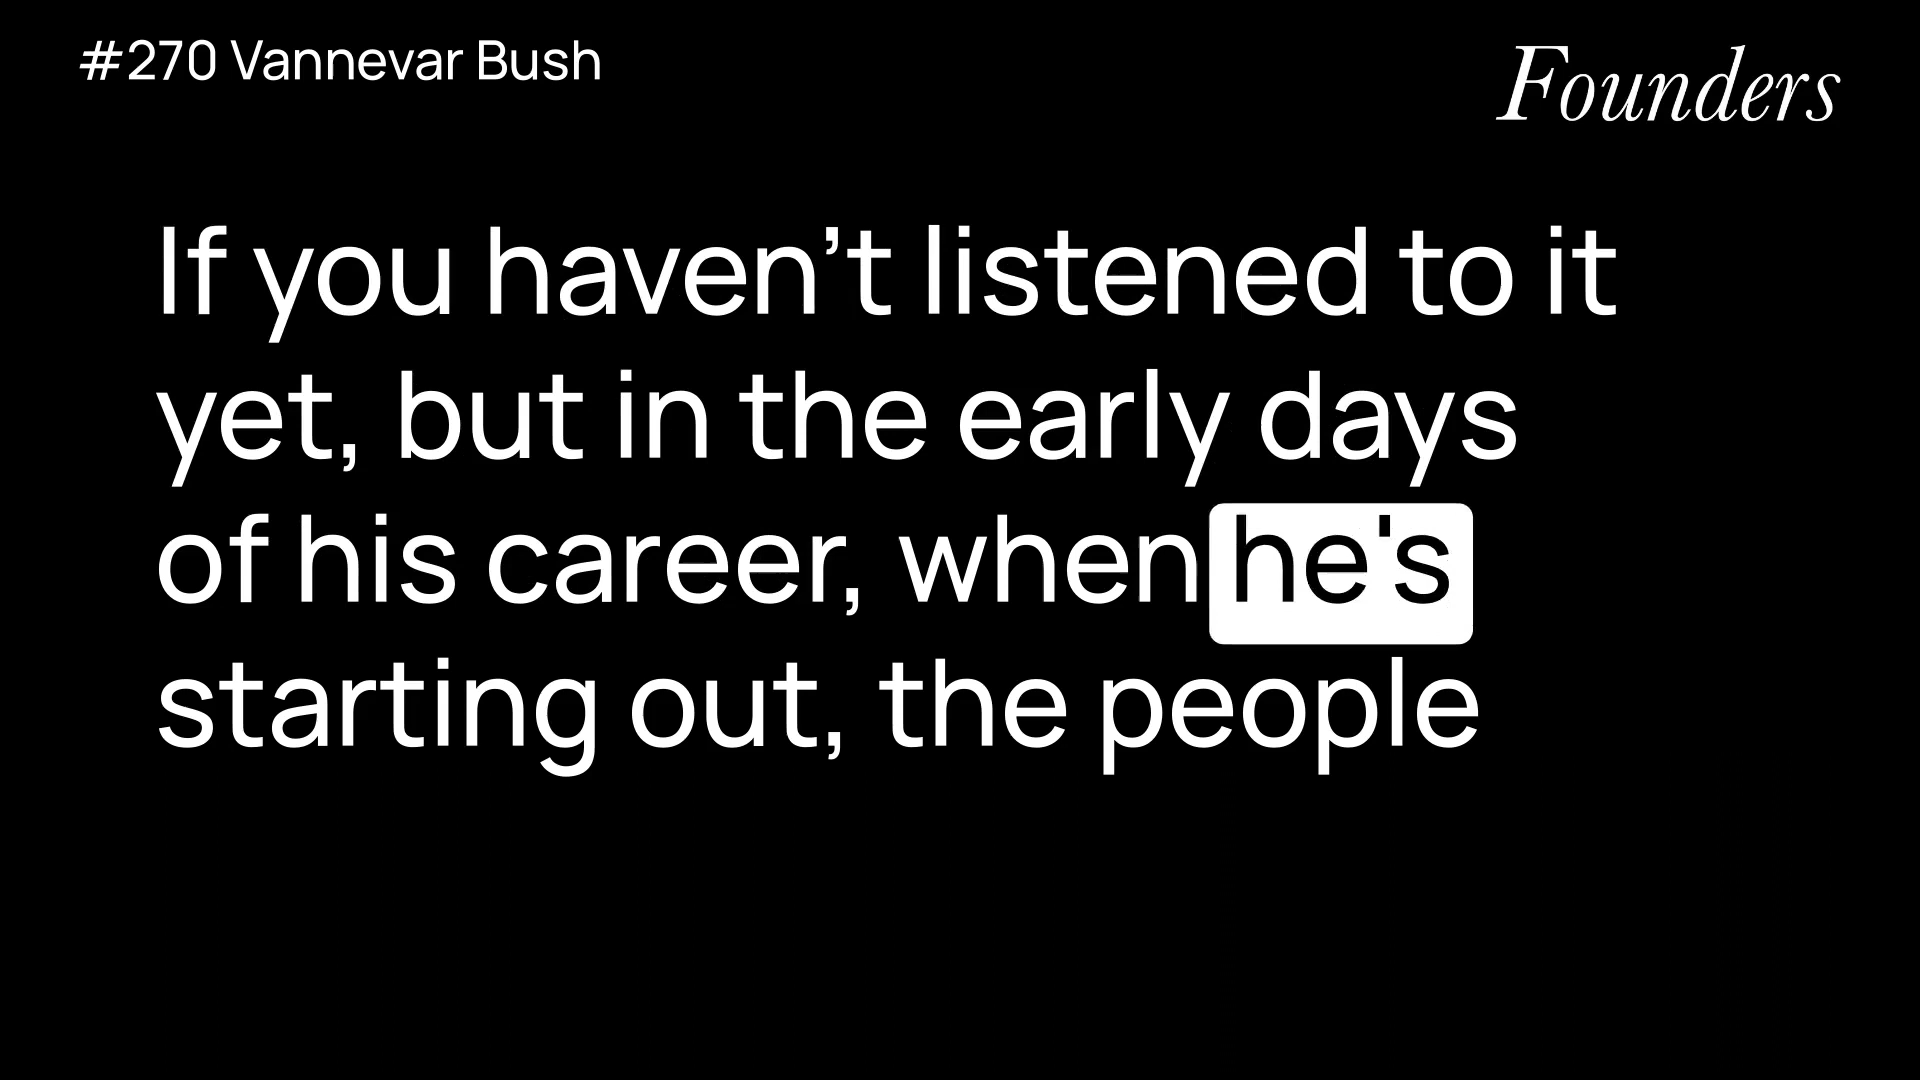 #270 Vannevar Bush
Founders
If you haven’t listened to it
yet, but in the early days
of his career, when he's
starting out, the people